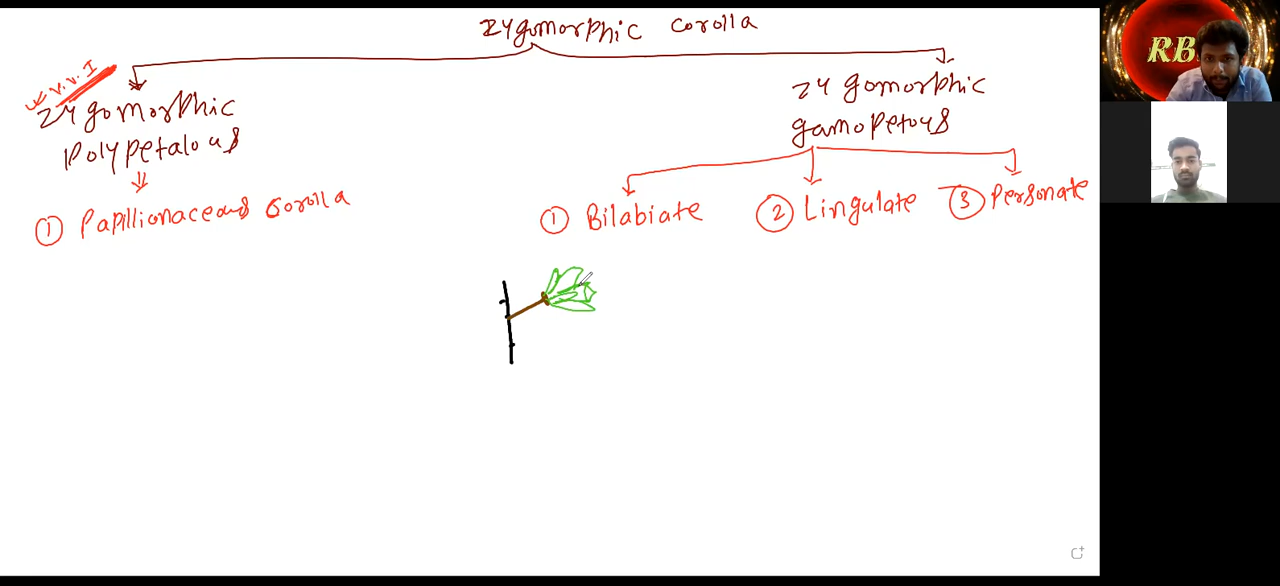 Zygomorphic corolla
V.V.I
Zygomorphic
Polypetalous
① Papillionaceous corolla
Zygomorphic
gamopetous
① Bilabiate
② Lingulate
③ Personate
RB